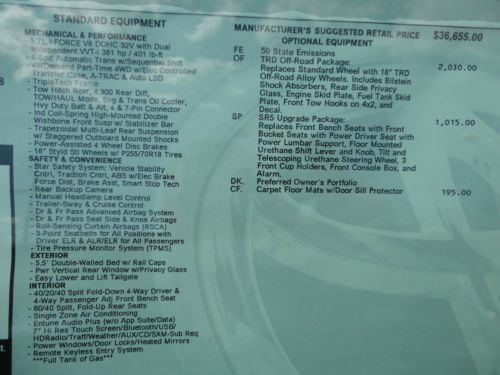 STANDARD EQUIPMENT
MECHANICAL & PERFORMANCE
- 5.7L I-FORCE V8 DOHC 32V with Dual
Independent VVT-i 381 hp / 401 lb-ft
- 6-Spd Automatic Trans w/Sequential Shift
- 4WDemand Part-Time 4WD w/Elec Controlled
Transfer Case, A-TRAC & Auto LSD
- TripleTech Frame
- Tow Hitch Rcvr, 4.300 Rear Diff,
TOW/HAUL Mode, Eng & Trans Oil Cooler,
Hvy Duty Batt & Alt, 4 & 7-Pin Connector
- Ind Coil-Spring High-Mounted Double
Wishbone Front Susp w/ Stabilizer Bar
- Trapezoidal Multi-Leaf Rear Suspension
w/ Staggered Outboard Mounted Shocks
- Power-Assisted 4 Wheel Disc Brakes
- 18" Styld Stl Wheels w/ P255/70R18 Tires
SAFETY & CONVENIENCE
- Star Safety System: Vehicle Stability
Cntrl, Traction Cntrl, ABS w/Elec Brake
Force Dist, Brake Asst, Smart Stop Tech
- Rear Backup Camera
- Manual Headlamp Level Control
- Trailer-Sway & Cruise Control
- Dr & Fr Pass Advanced Airbag System
- Dr & Fr Pass Seat Side & Knee Airbags
- Roll-Sensing Curtain Airbags (RSCA)
- 3-Point Seatbelts for All Positions with
Driver ELR & ALR/ELR for All Passengers
- Tire Pressure Monitor System (TPMS)
EXTERIOR
- 5.5' Double-Walled Bed w/ Rail Caps
- Pwr Vertical Rear Window w/Privacy Glass
- Easy Lower and Lift Tailgate
INTERIOR
- 40/20/40 Split Fold-Down 4-Way Driver &
4-Way Passenger Adj Front Bench Seat
- 60/40 Split, Fold-Up Rear Seats
- Single Zone Air Conditioning
- Entune Audio Plus (w/o App Suite/Data)
7" Hi Res Touch Screen/Bluetooth/USB/
HDRadio/Traff/Weather/AUX/CD/SXM-Sub Req
- Power Windows/Door Locks/Heated Mirrors
- Remote Keyless Entry System
***Full Tank of Gas***
MANUFACTURER'S SUGGESTED RETAIL PRICE $36,655.00
OPTIONAL EQUIPMENT
FE 50 State Emissions
OF TRD Off-Road Package: 2,030.00
Replaces Standard Wheel with 18" TRD
Off-Road Alloy Wheels. Includes Bilstein
Shock Absorbers, Rear Side Privacy
Glass, Engine Skid Plate, Fuel Tank Skid
Plate, Front Tow Hooks on 4x2, and
Decal.
SP SR5 Upgrade Package: 1,015.00
Replaces Front Bench Seats with Front
Bucket Seats with Power Driver Seat with
Power Lumbar Support, Floor Mounted
Urethane Shift Lever and Knob, Tilt and
Telescoping Urethane Steering Wheel, 3
Front Cup Holders, Front Console Box, and
Alarm.
DK. Preferred Owner's Portfolio
CF. Carpet Floor Mats w/Door Sill Protector 195.00